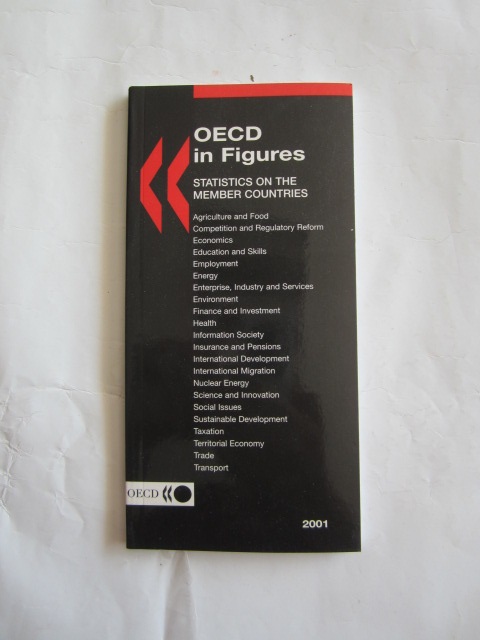 OECD
in Figures
STATISTICS ON THE
MEMBER COUNTRIES
Agriculture and Food
Competition and Regulatory Reform
Economics
Education and Skills
Employment
Energy
Enterprise, Industry and Services
Environment
Finance and Investment
Health
Information Society
Insurance and Pensions
International Development
International Migration
Nuclear Energy
Science and Innovation
Social Issues
Sustainable Development
Taxation
Territorial Economy
Trade
Transport
OECD
2001